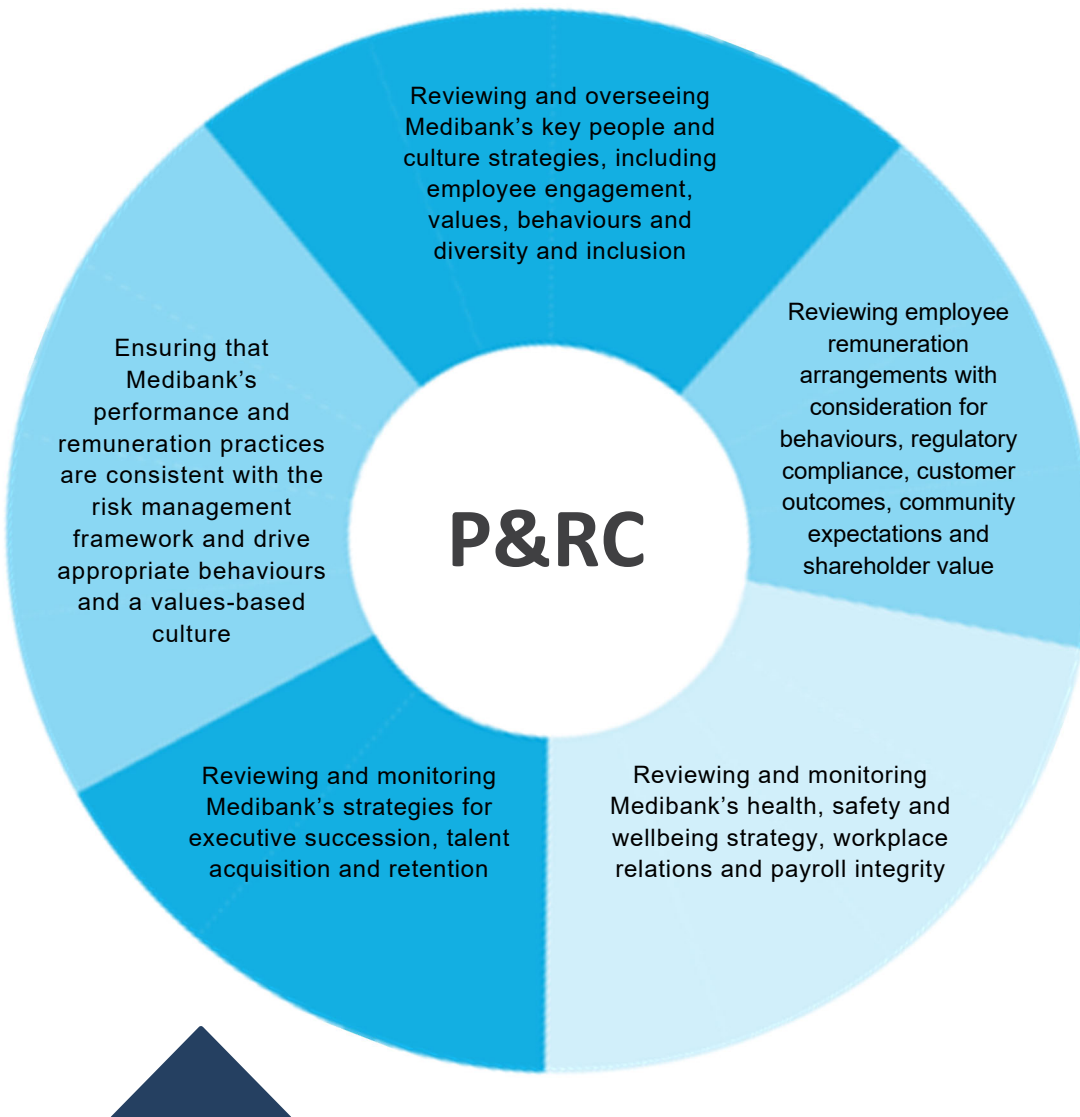 Reviewing and overseeing
Medibank’s key people and
culture strategies, including
employee engagement,
values, behaviours and
diversity and inclusion
Reviewing employee
remuneration
arrangements with
consideration for
behaviours, regulatory
compliance, customer
outcomes, community
expectations and
shareholder value
Ensuring that
Medibank’s
performance and
remuneration practices
are consistent with the
risk management
framework and drive
appropriate behaviours
and a values-based
culture
P&RC
Reviewing and monitoring
Medibank’s strategies for
executive succession, talent
acquisition and retention
Reviewing and monitoring
Medibank’s health, safety and
wellbeing strategy, workplace
relations and payroll integrity